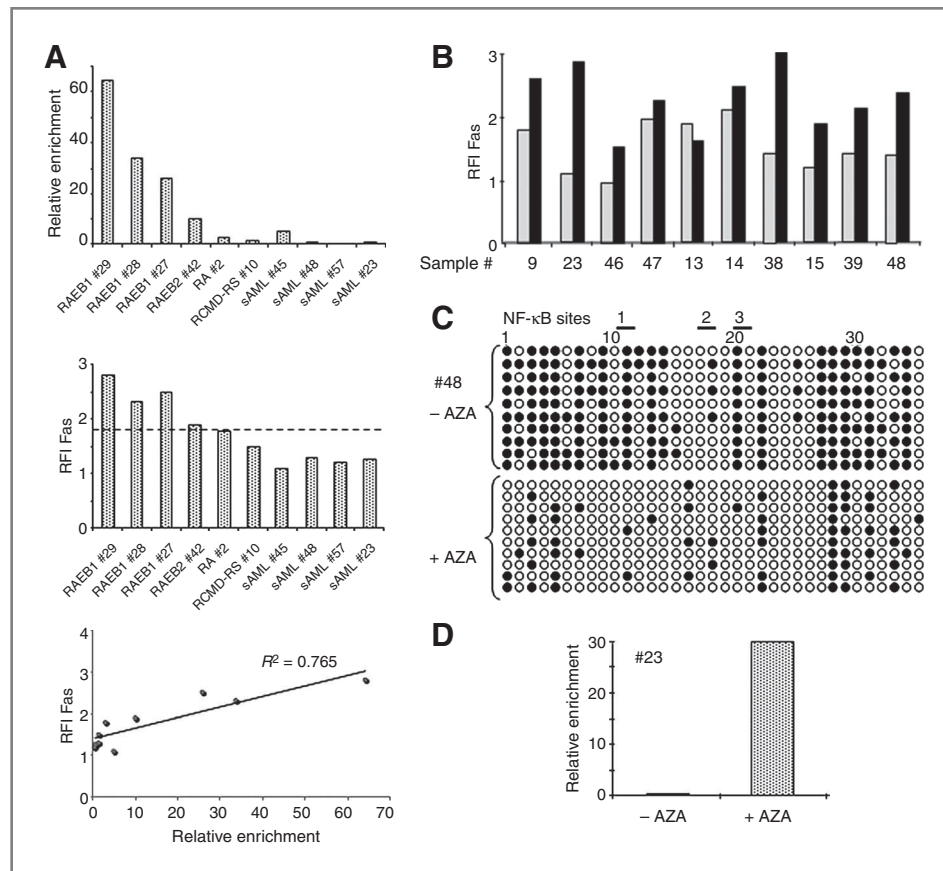 A
Relative enrichment
60
40
20
0
RAEB1 #29
RAEB1 #28
RAEB1 #27
RAEB2 #42
RA #2
RCMD-RS #10
sAML #45
sAML #48
sAML #57
sAML #23
RFI Fas
3
2
1
0
RAEB1 #29
RAEB1 #28
RAEB1 #27
RAEB2 #42
RA #2
RCMD-RS #10
sAML #45
sAML #48
sAML #57
sAML #23
RFI Fas
4
3
2
1
0
R² = 0.765
0 10 20 30 40 50 60 70
Relative enrichment
B
RFI Fas
3
2
1
0
Sample # 9 23 46 47 13 14 38 15 39 48
C
NF-κB sites 1 2 3
1 10 20 30
#48
– AZA
+ AZA
D
Relative enrichment
30
20
10
0
#23
– AZA + AZA